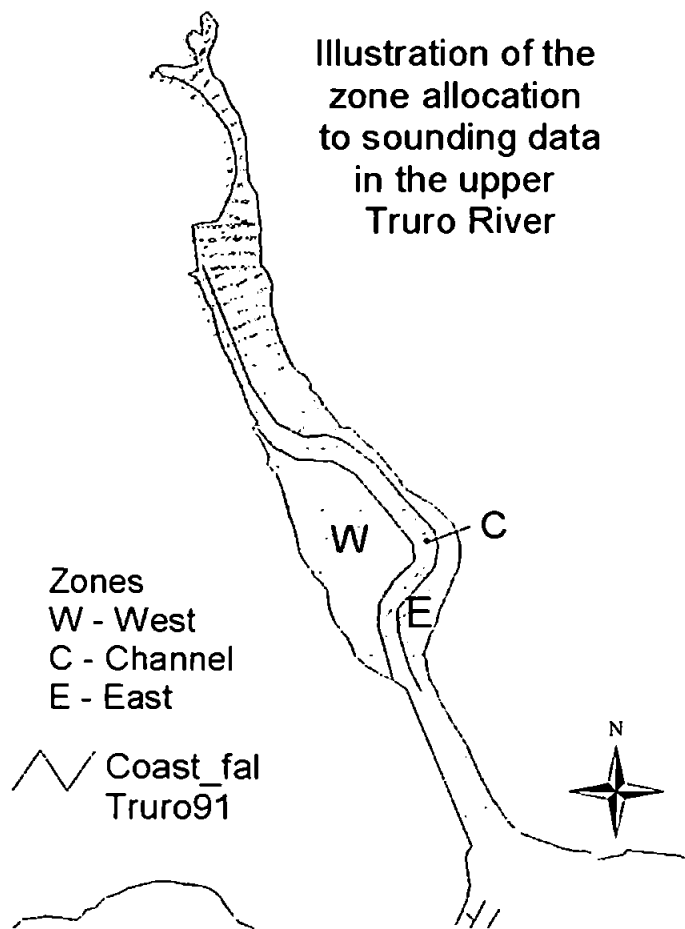 Illustration of the
zone allocation
to sounding data
in the upper
Truro River
C
W
E
Zones
W - West
C - Channel
E - East
Coast_fal
Truro91
N